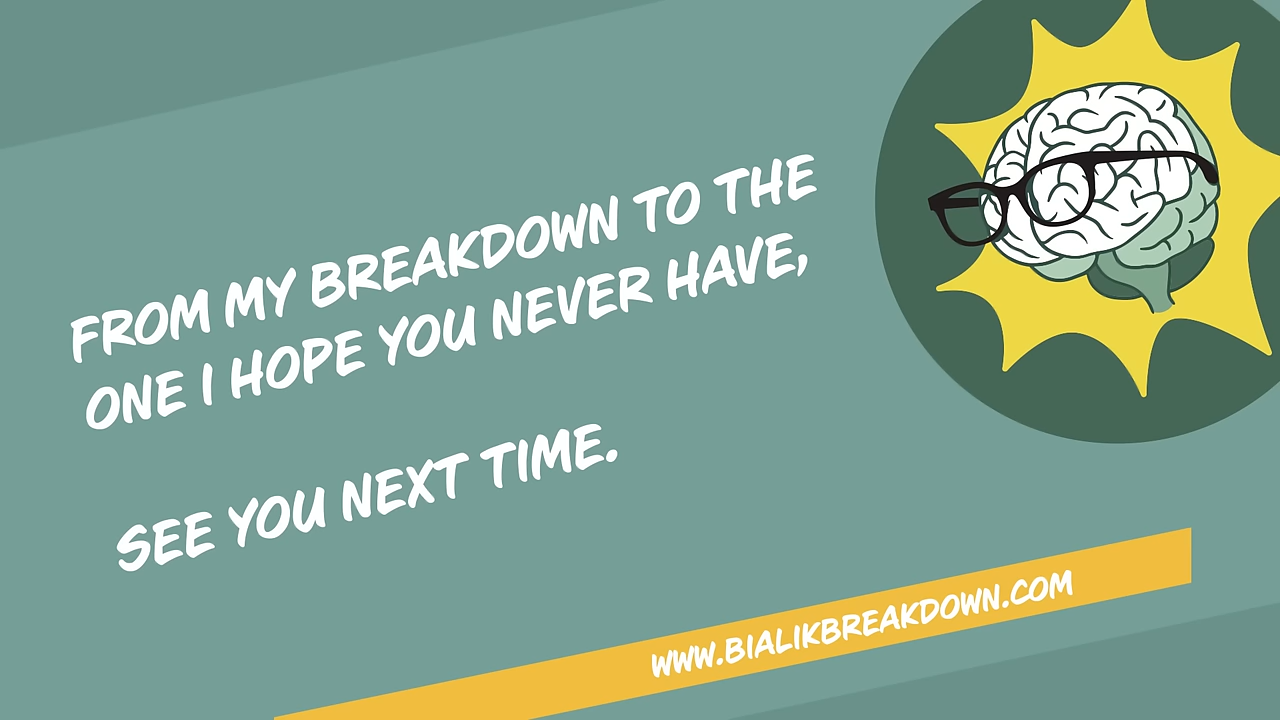 FROM MY BREAKDOWN TO THE
ONE I HOPE YOU NEVER HAVE,
SEE YOU NEXT TIME.
WWW.BIALIKBREAKDOWN.COM